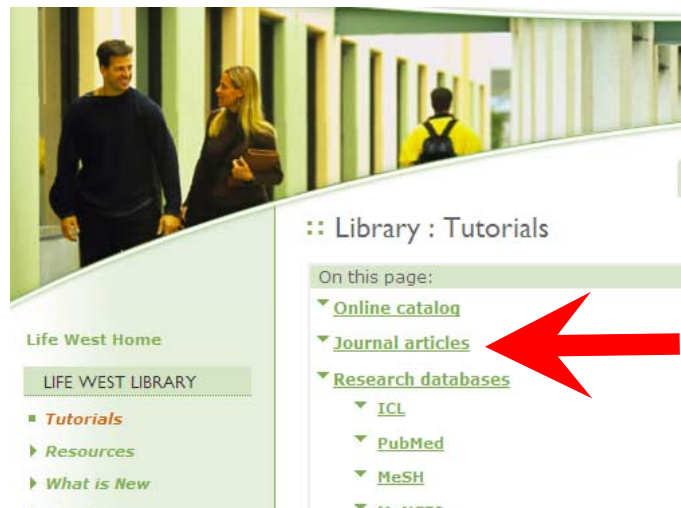 :: Library : Tutorials
On this page:
Online catalog
Journal articles
Research databases
ICL
PubMed
MeSH
Life West Home
LIFE WEST LIBRARY
Tutorials
Resources
What is New